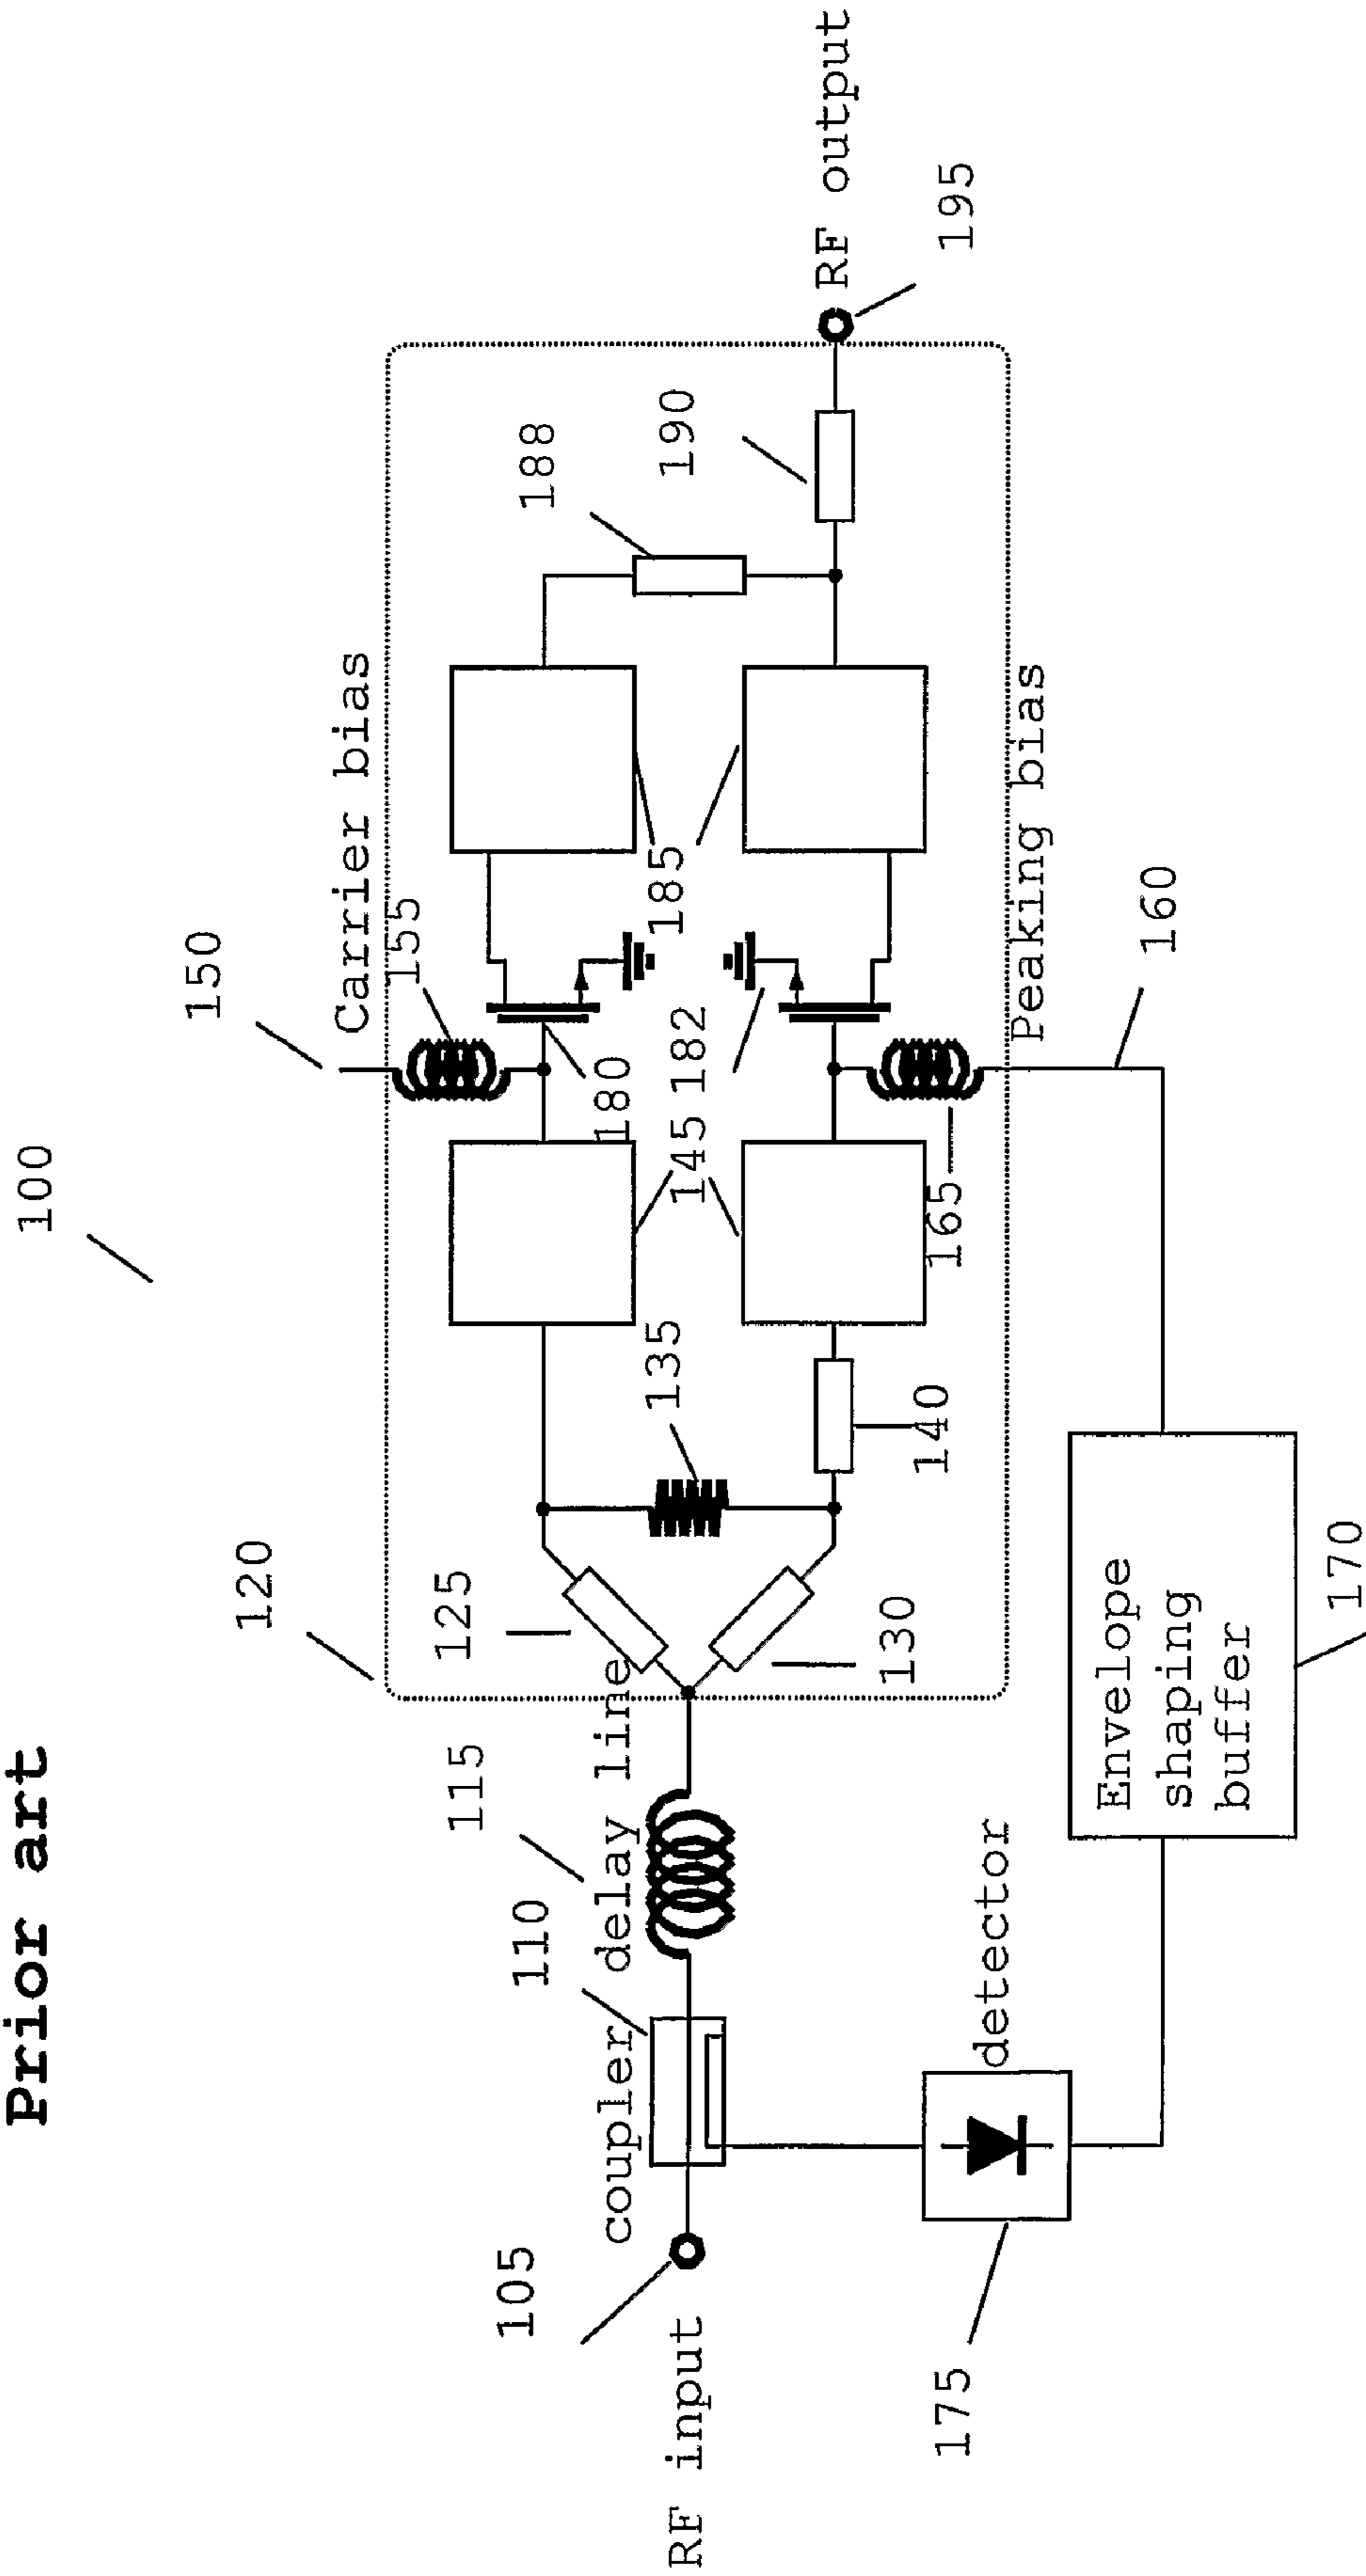 Prior art
100
150
Carrier bias
155
120
188
190
125
135
180
185
RF output
195
115
110
delay line
coupler
105
RF input
145
182
130
140
165
Peaking bias
160
detector
175
Envelope
shaping
buffer
170